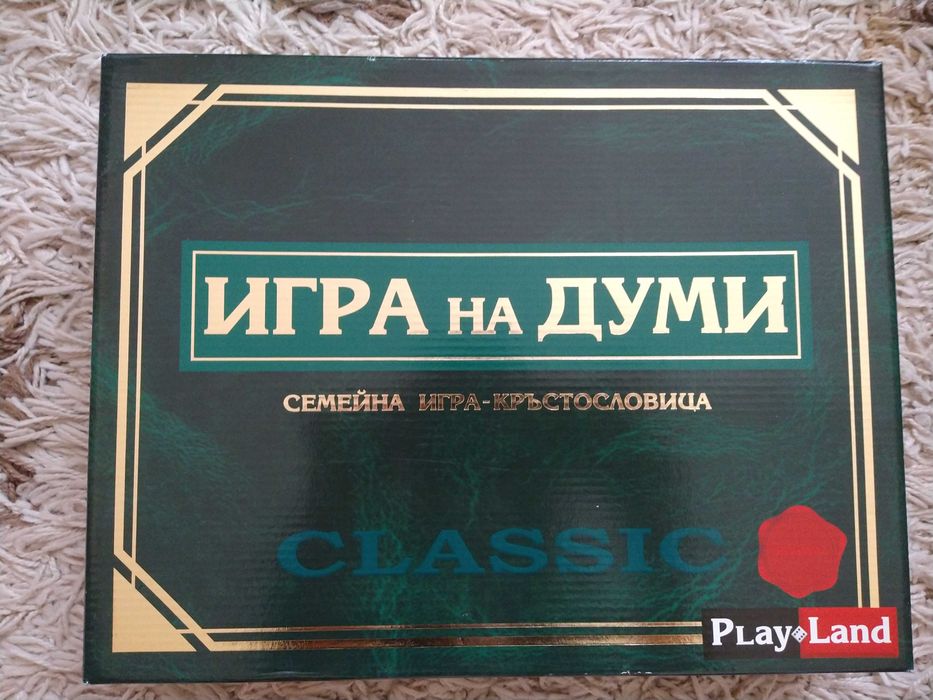 ИГРА НА ДУМИ
СЕМЕЙНА ИГРА-КРЪСТОСЛОВИЦА
CLASSIC
PLay Land